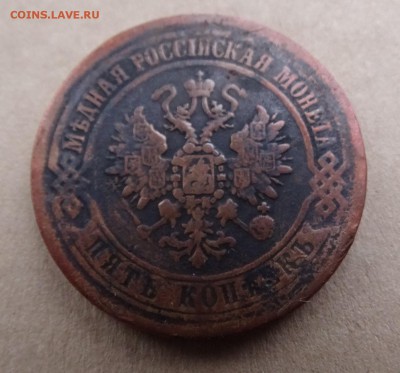 COINS.LAVE.RU
МѢДНАЯ РОССІЙСКАЯ МОНЕТА
ПЯТЬ КОПѢЕКЪ